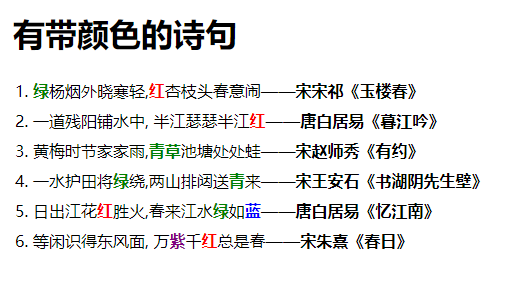 有带颜色的诗句
1. 绿杨烟外晓寒轻,红杏枝头春意闹——宋宋祁《玉楼春》
2. 一道残阳铺水中, 半江瑟瑟半江红——唐白居易《暮江吟》
3. 黄梅时节家家雨,青草池塘处处蛙——宋赵师秀《有约》
4. 一水护田将绿绕,两山排闼送青来——宋王安石《书湖阴先生壁》
5. 日出江花红胜火,春来江水绿如蓝——唐白居易《忆江南》
6. 等闲识得东风面, 万紫千红总是春——宋朱熹《春日》